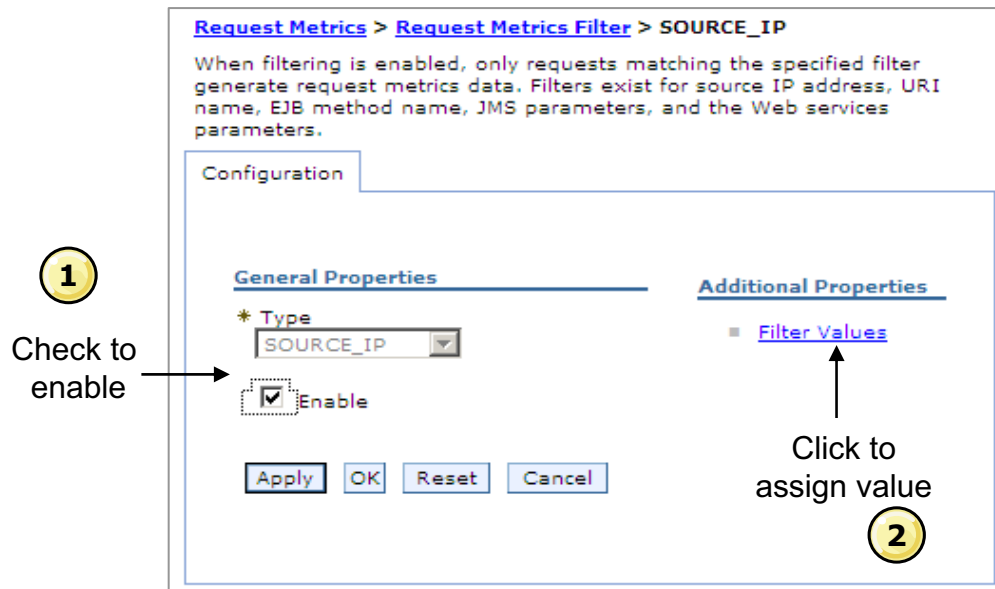 Request Metrics > Request Metrics Filter > SOURCE_IP
When filtering is enabled, only requests matching the specified filter
generate request metrics data. Filters exist for source IP address, URI
name, EJB method name, JMS parameters, and the Web services
parameters.
Configuration
1
Check to
enable
General Properties
* Type
SOURCE_IP
Enable
Apply OK Reset Cancel
Additional Properties
Filter Values
Click to
assign value
2